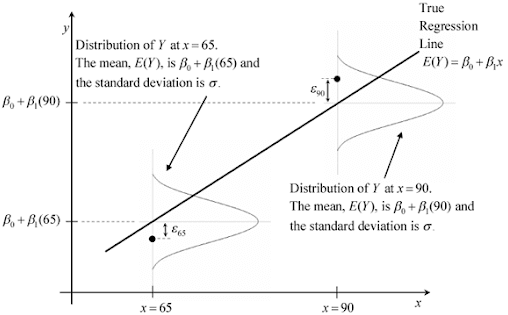 y
True
Regression
Line
E(Y) = β₀ + β₁x
Distribution of Y at x = 65.
The mean, E(Y), is β₀ + β₁(65) and
the standard deviation is σ.
β₀ + β₁(90)
ε₉₀
Distribution of Y at x = 90.
The mean, E(Y), is β₀ + β₁(90) and
the standard deviation is σ.
β₀ + β₁(65)
ε₆₅
x = 65
x = 90
x